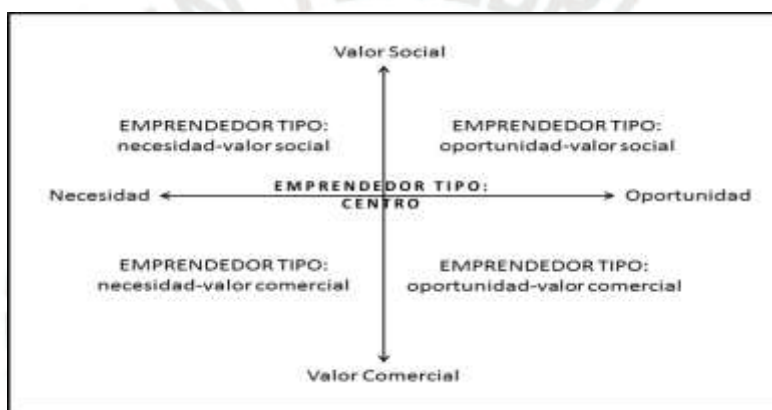 Valor Social
EMPRENDEDOR TIPO:
necesidad-valor social
EMPRENDEDOR TIPO:
oportunidad-valor social
Necesidad
EMPRENDEDOR TIPO:
CENTRO
Oportunidad
EMPRENDEDOR TIPO:
necesidad-valor comercial
EMPRENDEDOR TIPO:
oportunidad-valor comercial
Valor Comercial